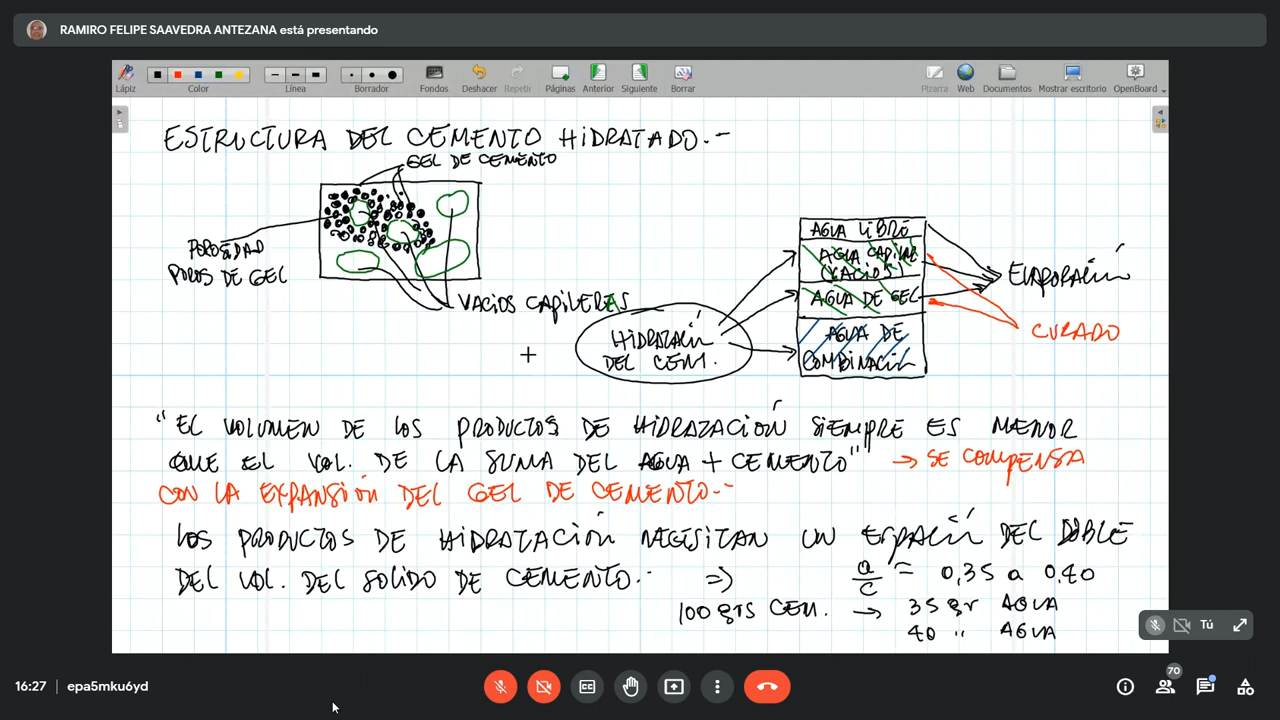 RAMIRO FELIPE SAAVEDRA ANTEZANA está presentando
Lápiz Color Línea Borrador Fondos Deshacer Repetir Páginas Anterior Siguiente Borrar Pizarra Web Documentos Mostrar escritorio OpenBoard
ESTRUCTURA DEL CEMENTO HIDRATADO.-
GEL DE CEMENTO
POROSIDAD
POROS DE GEL
VACIOS CAPILERAS
+
HIDRATACIÓN
DEL CEM.
AGUA LIBRE
AGUA CAPILAR
(VACIOS)
AGUA DE GEL
AGUA DE
COMBINACIÓN
EVAPORACIÓN
CURADO
"EL VOLUMEN DE LOS PRODUCTOS DE HIDRATACIÓN SIEMPRE ES MENOR
QUE EL VOL. DE LA SUMA DEL AGUA + CEMENTO" → SE COMPENSA
CON LA EXPANSIÓN DEL GEL DE CEMENTO.-
LOS PRODUCTOS DE HIDRATACIÓN NECESITAN UN ESPACIO DEL DOBLE
DEL VOL. DEL SOLIDO DE CEMENTO.- ⇒ a/c = 0,35 a 0,40
100 grs CEM. → 35 gr AGUA
40 " AGUA
Tú
16:27 epa5mku6yd
70